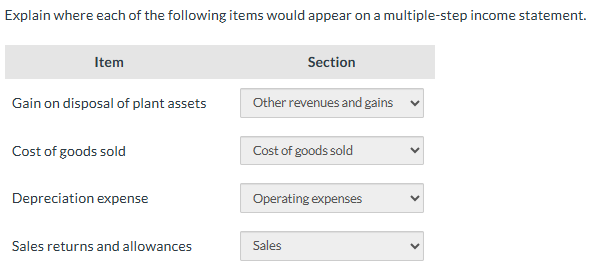 Explain where each of the following items would appear on a multiple-step income statement.
Item Section
Gain on disposal of plant assets Other revenues and gains
Cost of goods sold Cost of goods sold
Depreciation expense Operating expenses
Sales returns and allowances Sales